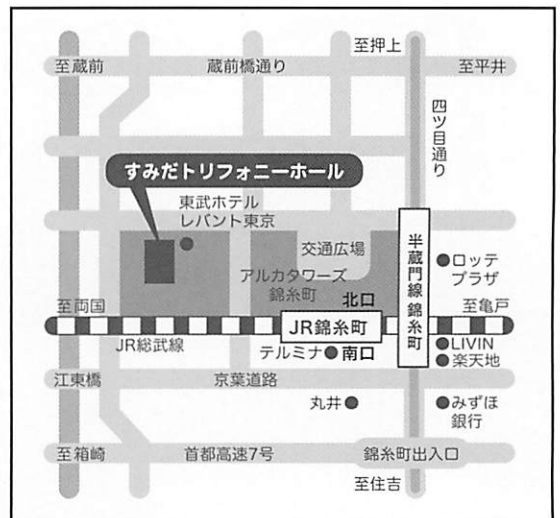 至押上
至蔵前
蔵前橋通り
至平井
四ツ目通り
すみだトリフォニーホール
東武ホテル
レバント東京
交通広場
アルカタワーズ
錦糸町
北口
半蔵門線 錦糸町
ロッテ
プラザ
至両国
JR錦糸町
至亀戸
JR総武線
テルミナ
南口
LIVIN
楽天地
江東橋
京葉道路
丸井
みずほ
銀行
至箱崎
首都高速7号
錦糸町出入口
至住吉